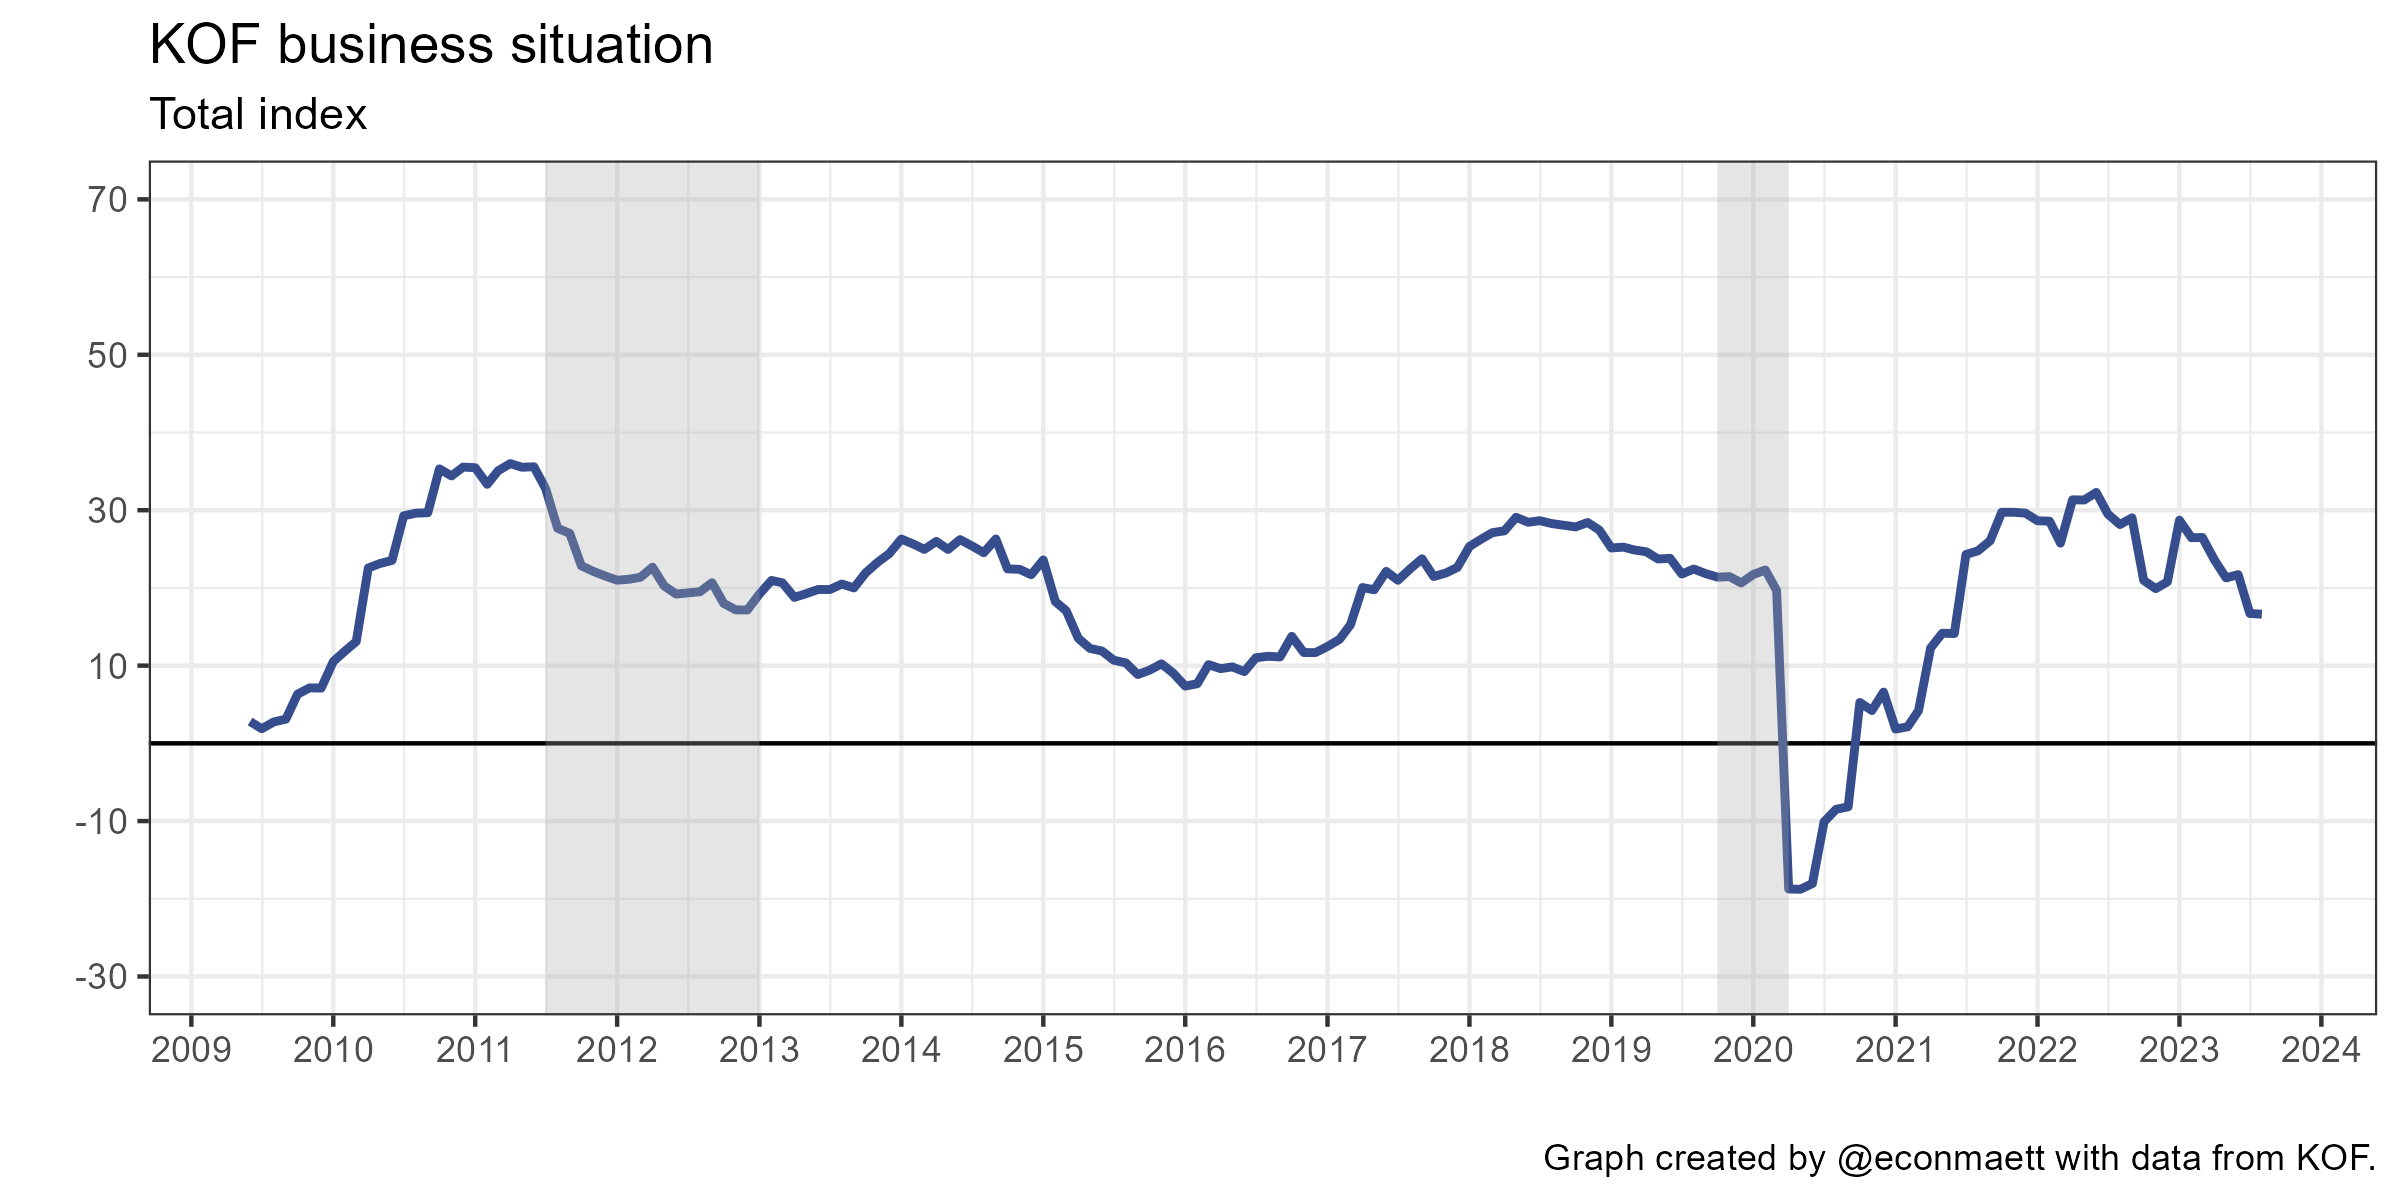 KOF business situation
Total index
70
50
30
10
-10
-30
2009 2010 2011 2012 2013 2014 2015 2016 2017 2018 2019 2020 2021 2022 2023 2024
Graph created by @econmaett with data from KOF.